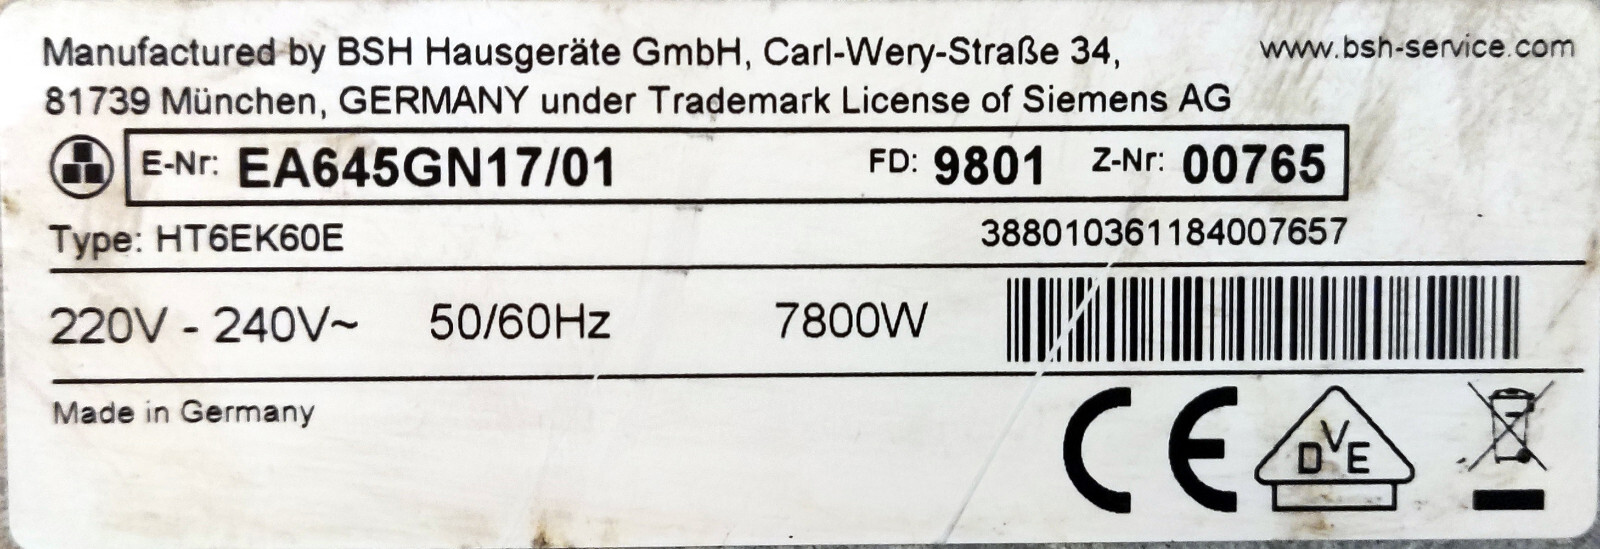 Manufactured by BSH Hausgeräte GmbH, Carl-Wery-Straße 34,
www.bsh-service.com
81739 München, GERMANY under Trademark License of Siemens AG
E-Nr: EA645GN17/01 FD: 9801 Z-Nr: 00765
Type: HT6EK60E
388010361184007657
220V - 240V~ 50/60Hz 7800W
Made in Germany
CE
DVE